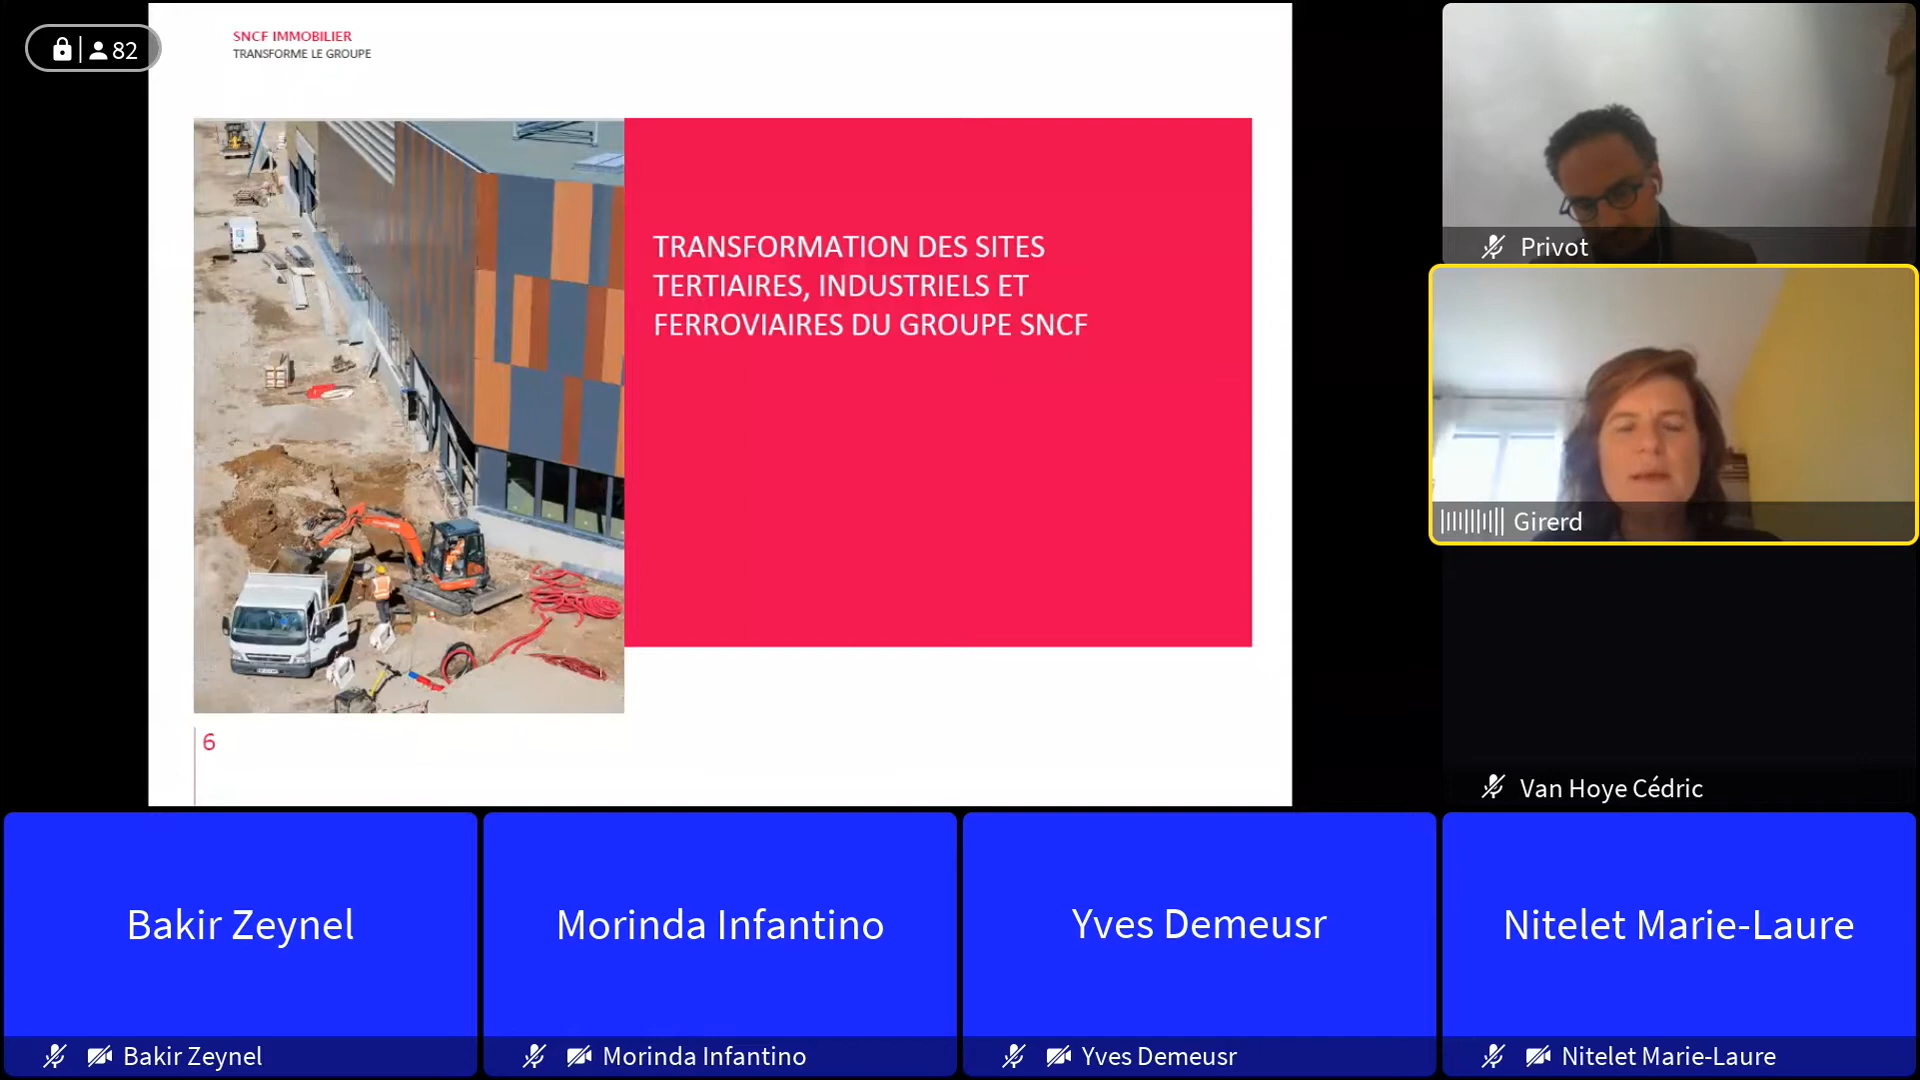 82
SNCF IMMOBILIER
TRANSFORME LE GROUPE
TRANSFORMATION DES SITES
TERTIAIRES, INDUSTRIELS ET
FERROVIAIRES DU GROUPE SNCF
6
Privot
Girerd
Van Hoye Cédric
Bakir Zeynel
Morinda Infantino
Yves Demeusr
Nitelet Marie-Laure
Bakir Zeynel
Morinda Infantino
Yves Demeusr
Nitelet Marie-Laure